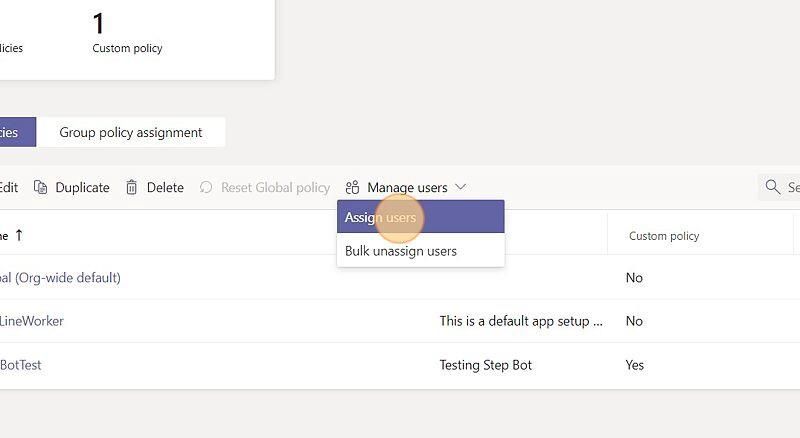 1
licies
Custom policy
cies
Group policy assignment
Edit
Duplicate
Delete
Reset Global policy
Manage users
Se
Assign users
Bulk unassign users
ne ↑
Custom policy
bal (Org-wide default)
No
LineWorker
This is a default app setup ...
No
BotTest
Testing Step Bot
Yes